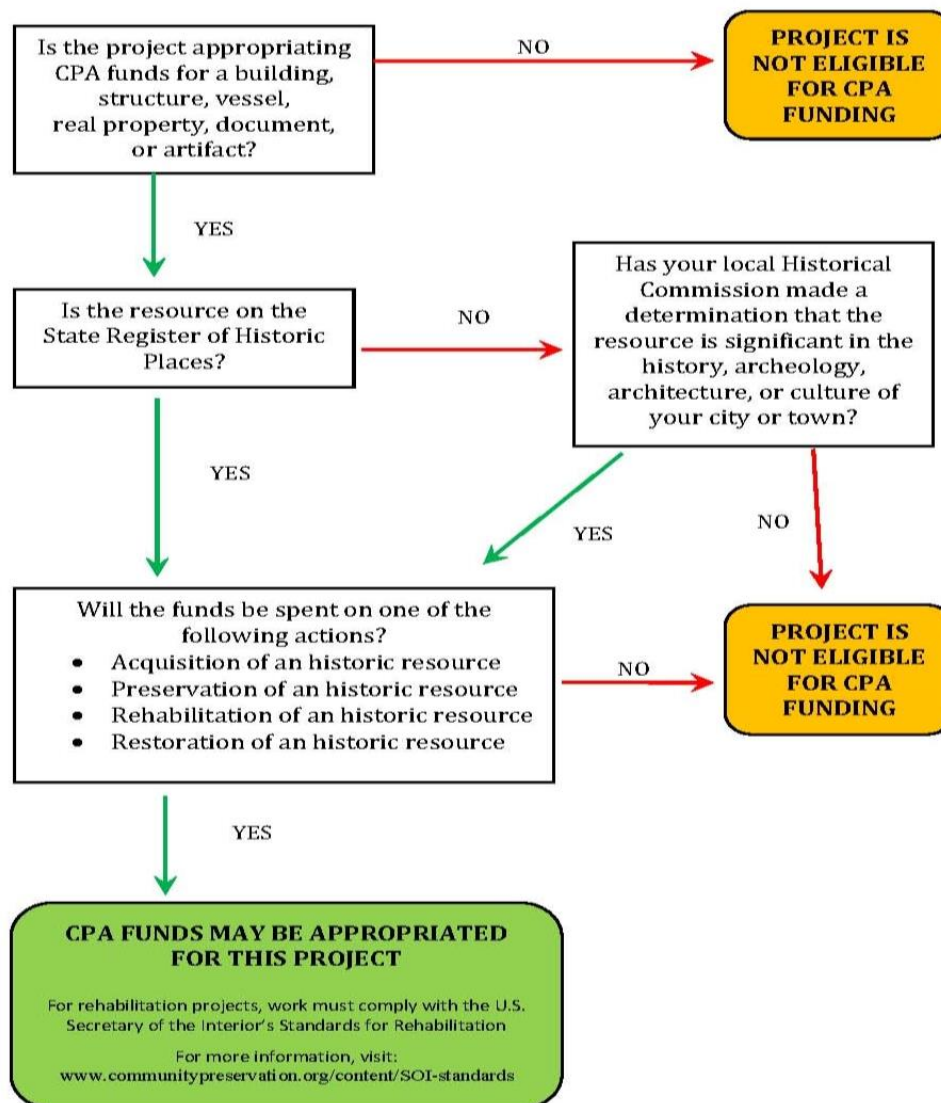 Is the project appropriating
CPA funds for a building,
structure, vessel,
real property, document,
or artifact?
NO
PROJECT IS
NOT ELIGIBLE
FOR CPA
FUNDING
YES
Is the resource on the
State Register of Historic
Places?
NO
Has your local Historical
Commission made a
determination that the
resource is significant in the
history, archeology,
architecture, or culture of
your city or town?
YES
YES
NO
Will the funds be spent on one of the
following actions?
• Acquisition of an historic resource
• Preservation of an historic resource
• Rehabilitation of an historic resource
• Restoration of an historic resource
NO
PROJECT IS
NOT ELIGIBLE
FOR CPA
FUNDING
YES
CPA FUNDS MAY BE APPROPRIATED
FOR THIS PROJECT
For rehabilitation projects, work must comply with the U.S.
Secretary of the Interior's Standards for Rehabilitation
For more information, visit:
www.communitypreservation.org/content/SOI-standards